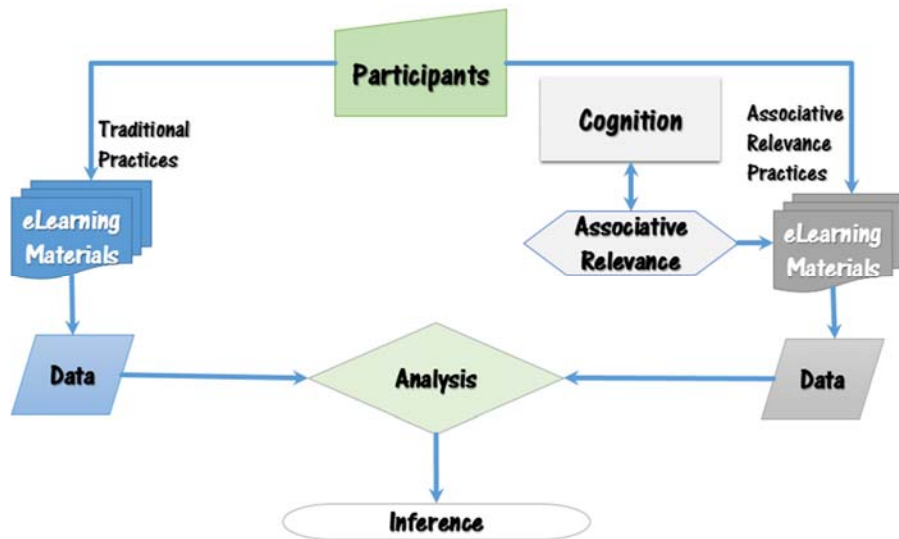 Participants
Traditional
Practices
Cognition
Associative
Relevance
Practices
eLearning
Materials
Associative
Relevance
eLearning
Materials
Data
Analysis
Data
Inference